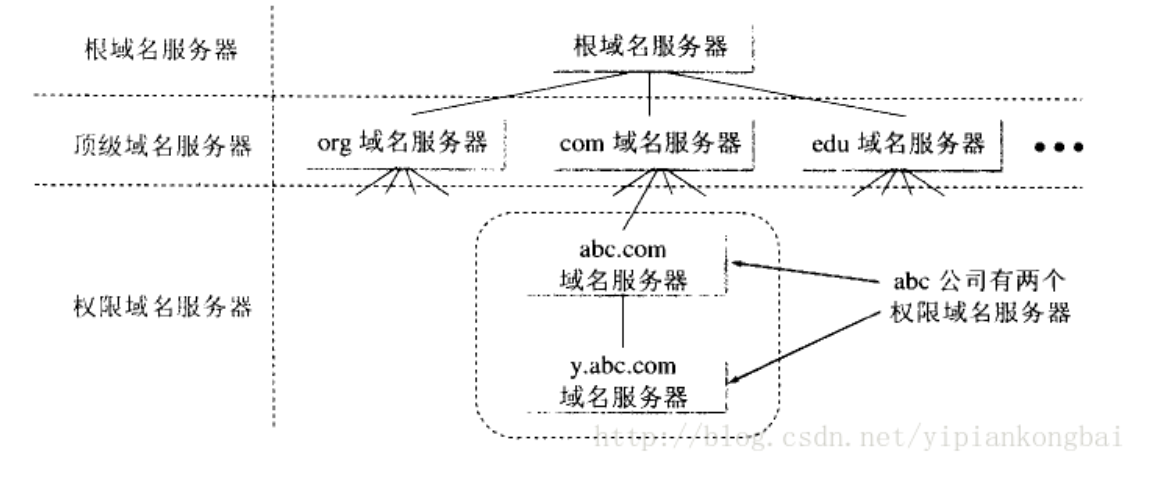 根域名服务器
根域名服务器
顶级域名服务器
org 域名服务器
com 域名服务器
edu 域名服务器
•••
权限域名服务器
abc.com
域名服务器
abc 公司有两个
权限域名服务器
y.abc.com
域名服务器
http://blog.csdn.net/yipiankongbai